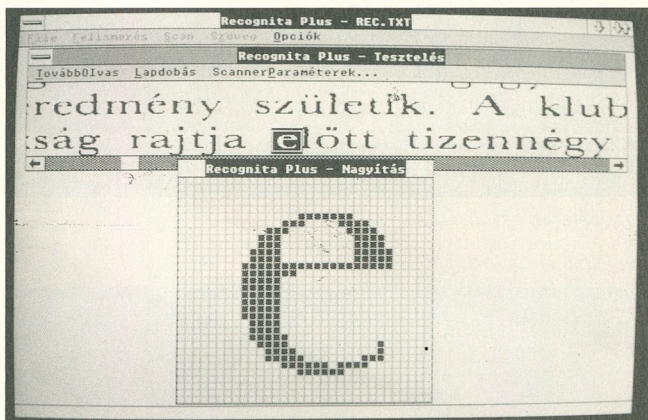 Recognita Plus - REC.TXT
File Felismerés Scan Szöveg Opciók
Recognita Plus - Tesztelés
TovábbOlvas Lapdobás ScannerParaméterek...
redmény születik. A klub
ság rajtja előtt tizennégy
Recognita Plus - Nagyítás
e